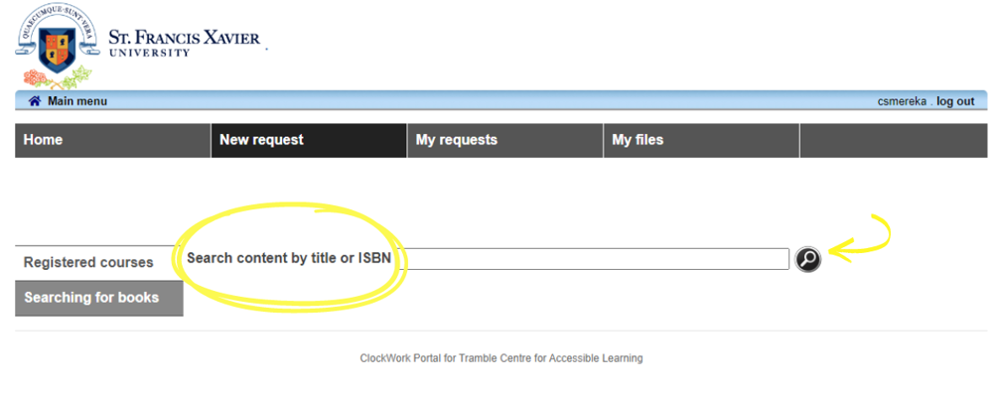 QUAECUMQUE·SUNT·VERA
ST. FRANCIS XAVIER
UNIVERSITY
Main menu
csmereka . log out
Home
New request
My requests
My files
Search content by title or ISBN
Registered courses
Searching for books
ClockWork Portal for Tramble Centre for Accessible Learning